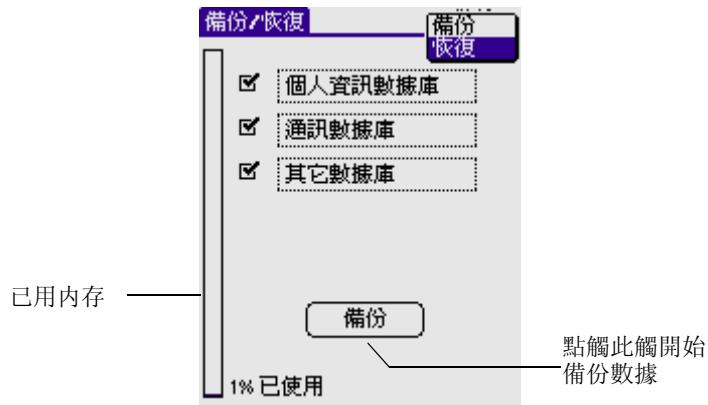 備份/恢復
備份
恢復
個人資訊數據庫
通訊數據庫
其它數據庫
已用内存
備份
點觸此觸開始
備份數據
1% 已使用